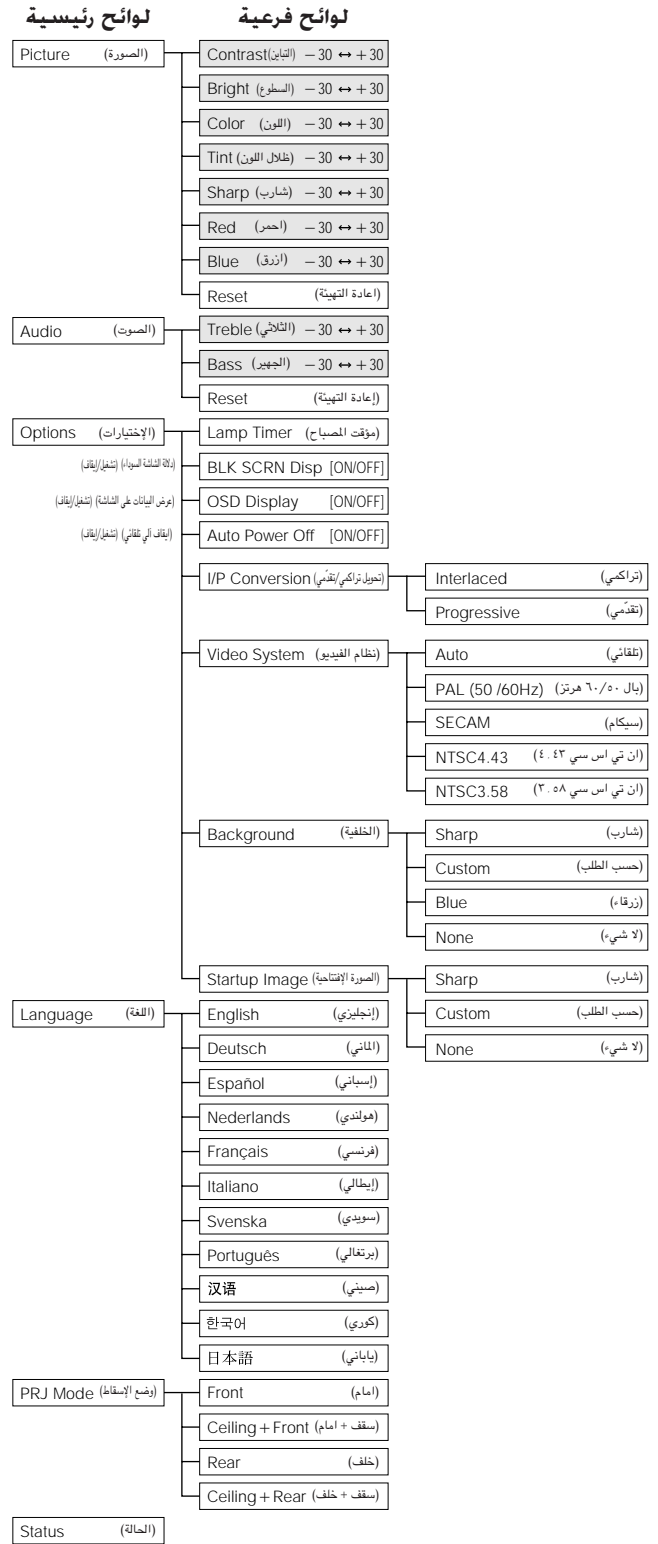 لوائح رئيسية لوائح فرعية
Picture (الصورة) Contrast (التباين) −30 ↔ +30
Bright (السطوع) −30 ↔ +30
Color (اللون) −30 ↔ +30
Tint (ظلال اللون) −30 ↔ +30
Sharp (شارب) −30 ↔ +30
Red (احمر) −30 ↔ +30
Blue (ازرق) −30 ↔ +30
Reset (اعادة التهيئة)
Audio (الصوت) Treble (الثلاثي) −30 ↔ +30
Bass (الجهير) −30 ↔ +30
Reset (إعادة التهيئة)
Options (الإختيارات) Lamp Timer (مؤقت المصباح)
(دلالة الشاشة السوداء) (تشغيل/إيقاف) BLK SCRN Disp [ON/OFF]
(عرض البيانات على الشاشة) (تشغيل/إيقاف) OSD Display [ON/OFF]
(ايقاف آلي تلقائي) (تشغيل/إيقاف) Auto Power Off [ON/OFF]
I/P Conversion (تحويل تراكمي/تقدّمي) Interlaced (تراكمي)
Progressive (تقدّمي)
Video System (نظام الفيديو) Auto (تلقائي)
PAL (50 /60Hz) (بال ٦٠/٥٠ هرتز)
SECAM (سيكام)
NTSC4.43 (ان تي اس سي ٤.٤٣)
NTSC3.58 (ان تي اس سي ٣.٥٨)
Background (الخلفية) Sharp (شارب)
Custom (حسب الطلب)
Blue (زرقاء)
None (لا شيء)
Startup Image (الصورة الإفتتاحية) Sharp (شارب)
Language (اللغة) English (إنجليزي) Custom (حسب الطلب)
Deutsch (الماني) None (لا شيء)
Español (إسباني)
Nederlands (هولندي)
Français (فرنسي)
Italiano (إيطالي)
Svenska (سويدي)
Português (برتغالي)
汉语 (صيني)
한국어 (كوري)
日本語 (ياباني)
PRJ Mode (وضع الإسقاط) Front (امام)
Ceiling + Front (سقف + امام)
Rear (خلف)
Ceiling + Rear (سقف + خلف)
Status (الحالة)